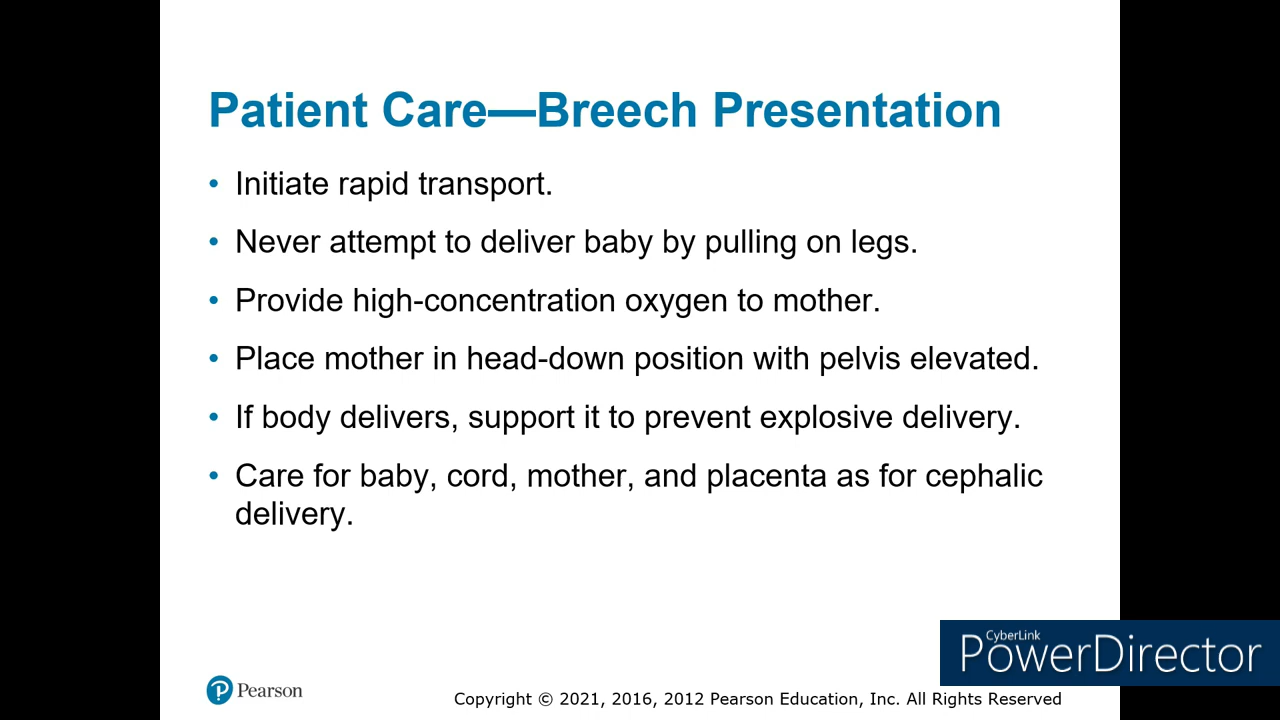 Patient Care—Breech Presentation
• Initiate rapid transport.
• Never attempt to deliver baby by pulling on legs.
• Provide high-concentration oxygen to mother.
• Place mother in head-down position with pelvis elevated.
• If body delivers, support it to prevent explosive delivery.
• Care for baby, cord, mother, and placenta as for cephalic
delivery.
CyberLink
PowerDirector
Pearson
Copyright © 2021, 2016, 2012 Pearson Education, Inc. All Rights Reserved